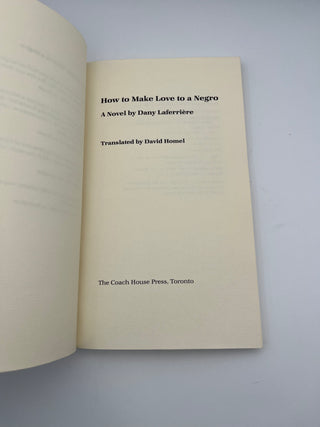 How to Make Love to a Negro
A Novel by Dany Laferrière
Translated by David Homel
The Coach House Press, Toronto